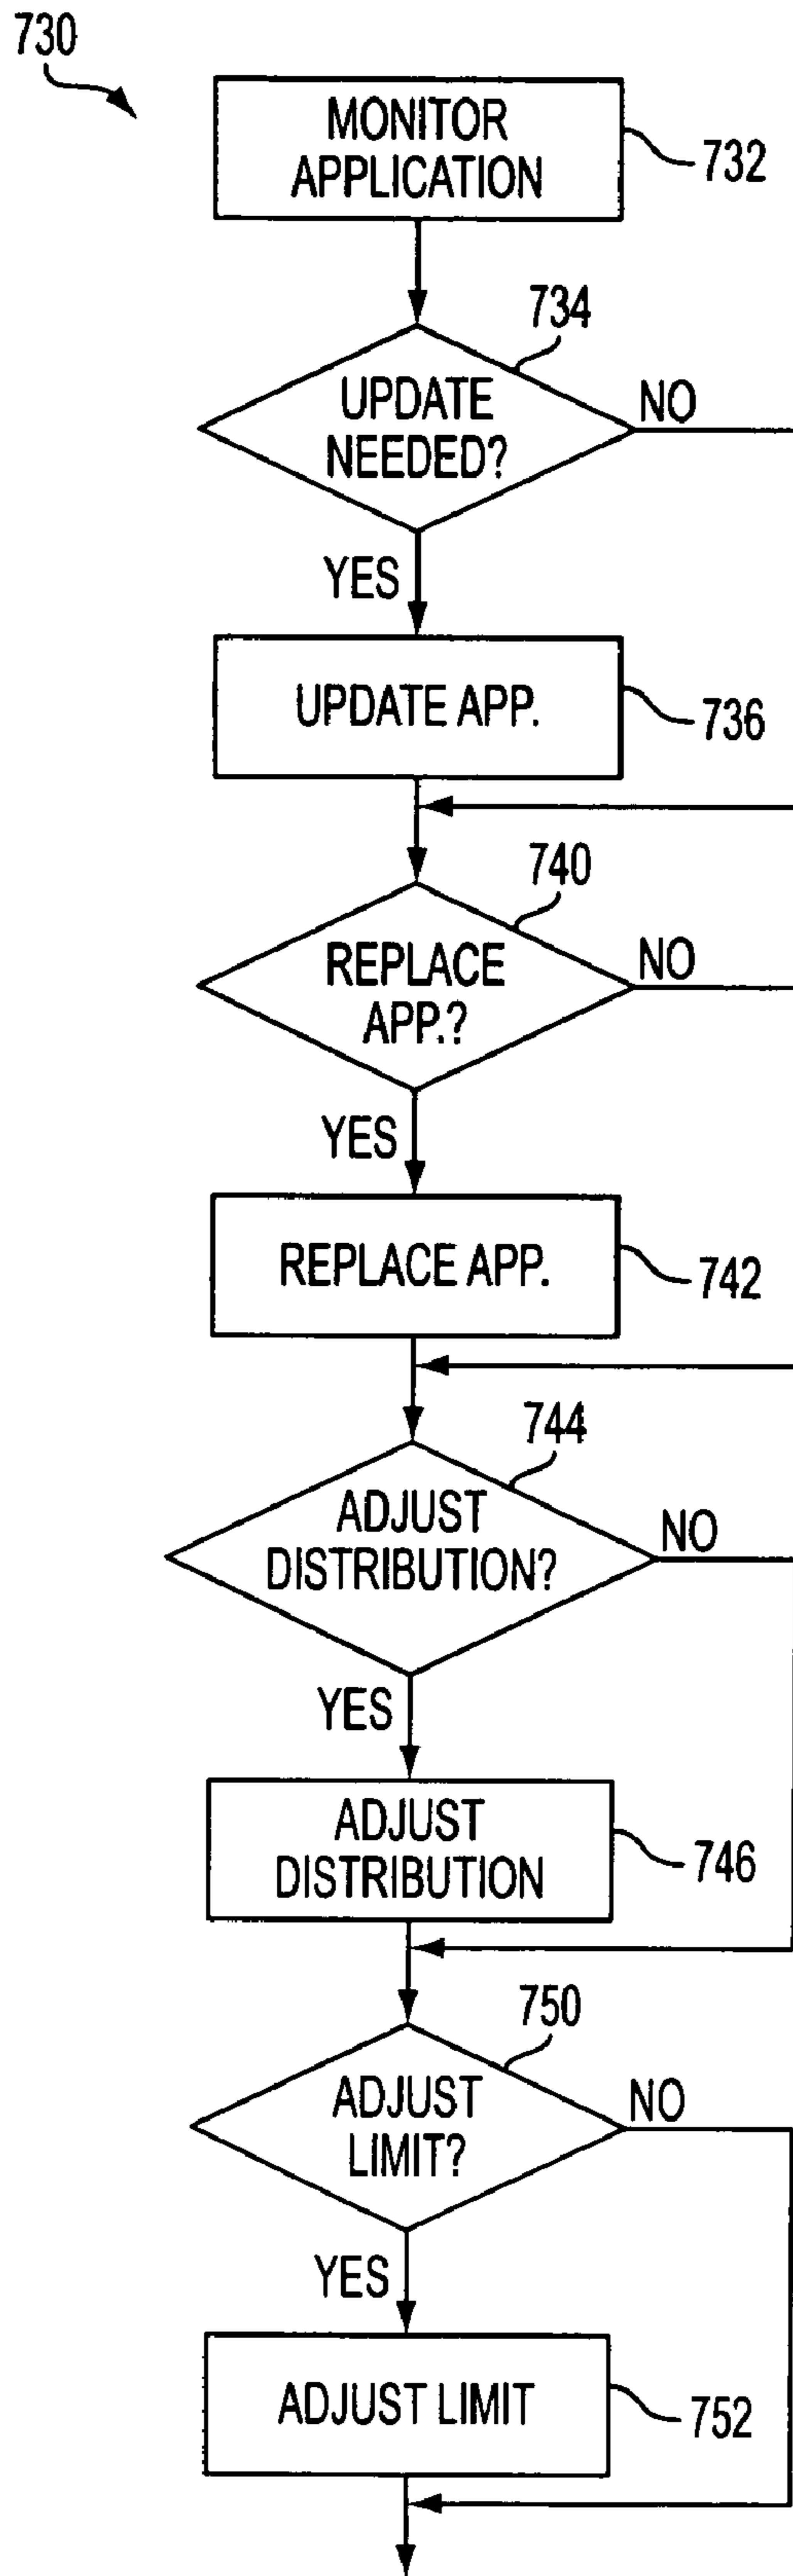 730
MONITOR
APPLICATION
732
734
UPDATE
NEEDED?
NO
YES
UPDATE APP.
736
740
REPLACE
APP.?
NO
YES
REPLACE APP.
742
744
ADJUST
DISTRIBUTION?
NO
YES
ADJUST
DISTRIBUTION
746
750
ADJUST
LIMIT?
NO
YES
ADJUST LIMIT
752